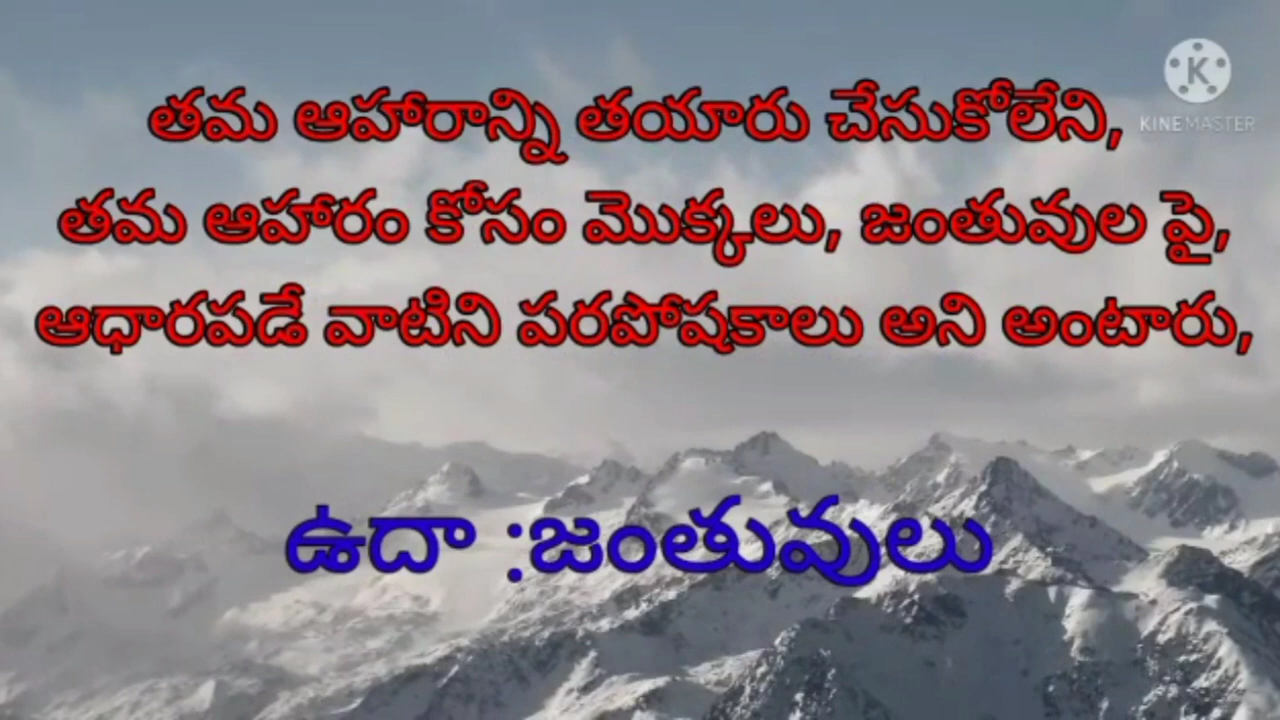 KINEMASTER
తమ ఆహారాన్ని తయారు చేసుకోలేని,
తమ ఆహారం కోసం మొక్కలు, జంతువుల పై,
ఆధారపడే వాటిని పరపోషకాలు అని అంటారు,
ఉదా :జంతువులు